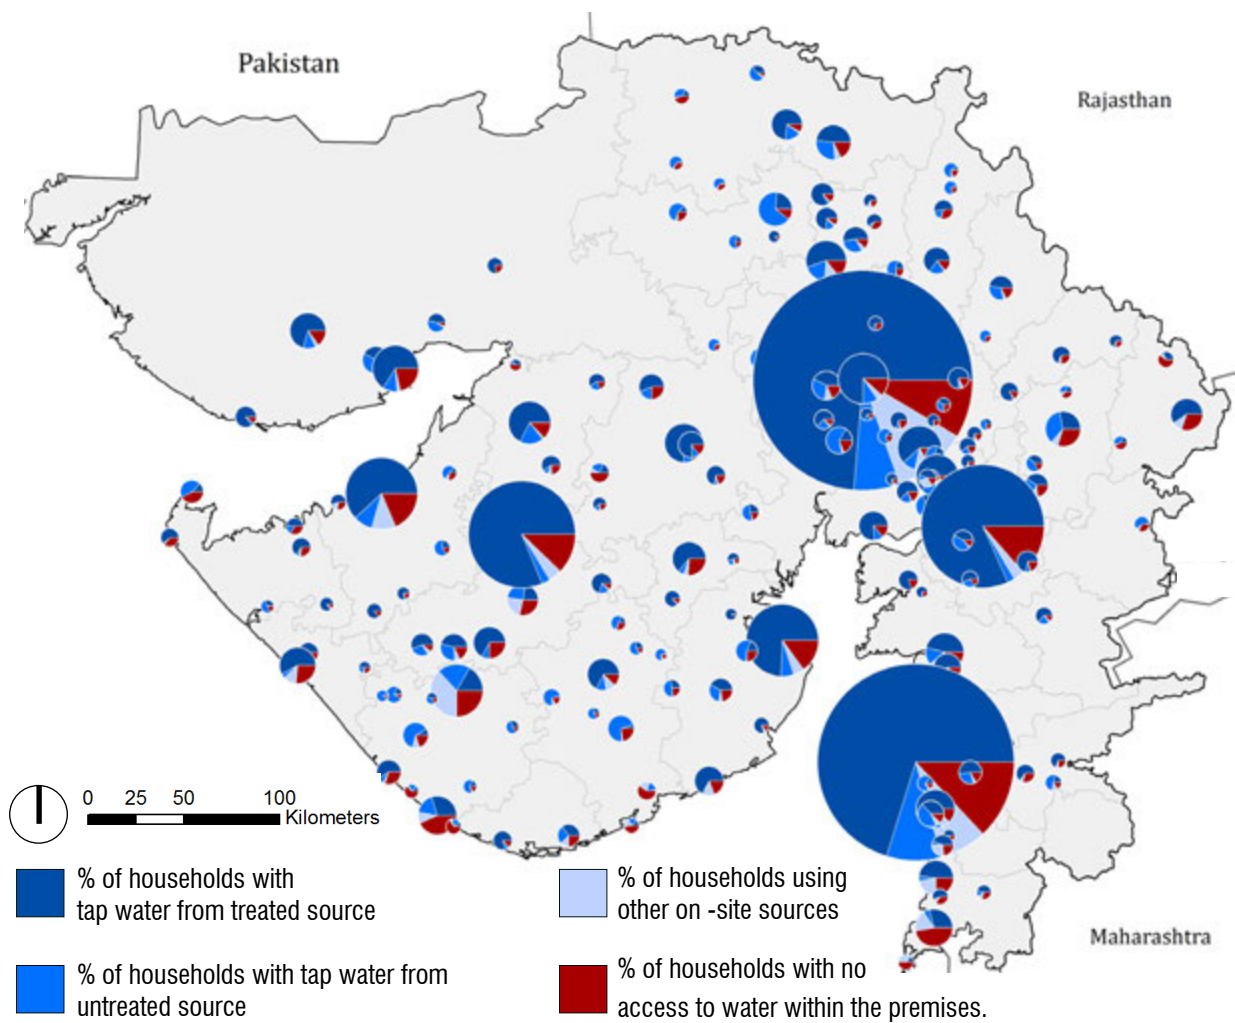 Pakistan
Rajasthan
0 25 50 100
Kilometers
% of households with
tap water from treated source
% of households with tap water from
untreated source
% of households using
other on -site sources
% of households with no
access to water within the premises.
Maharashtra